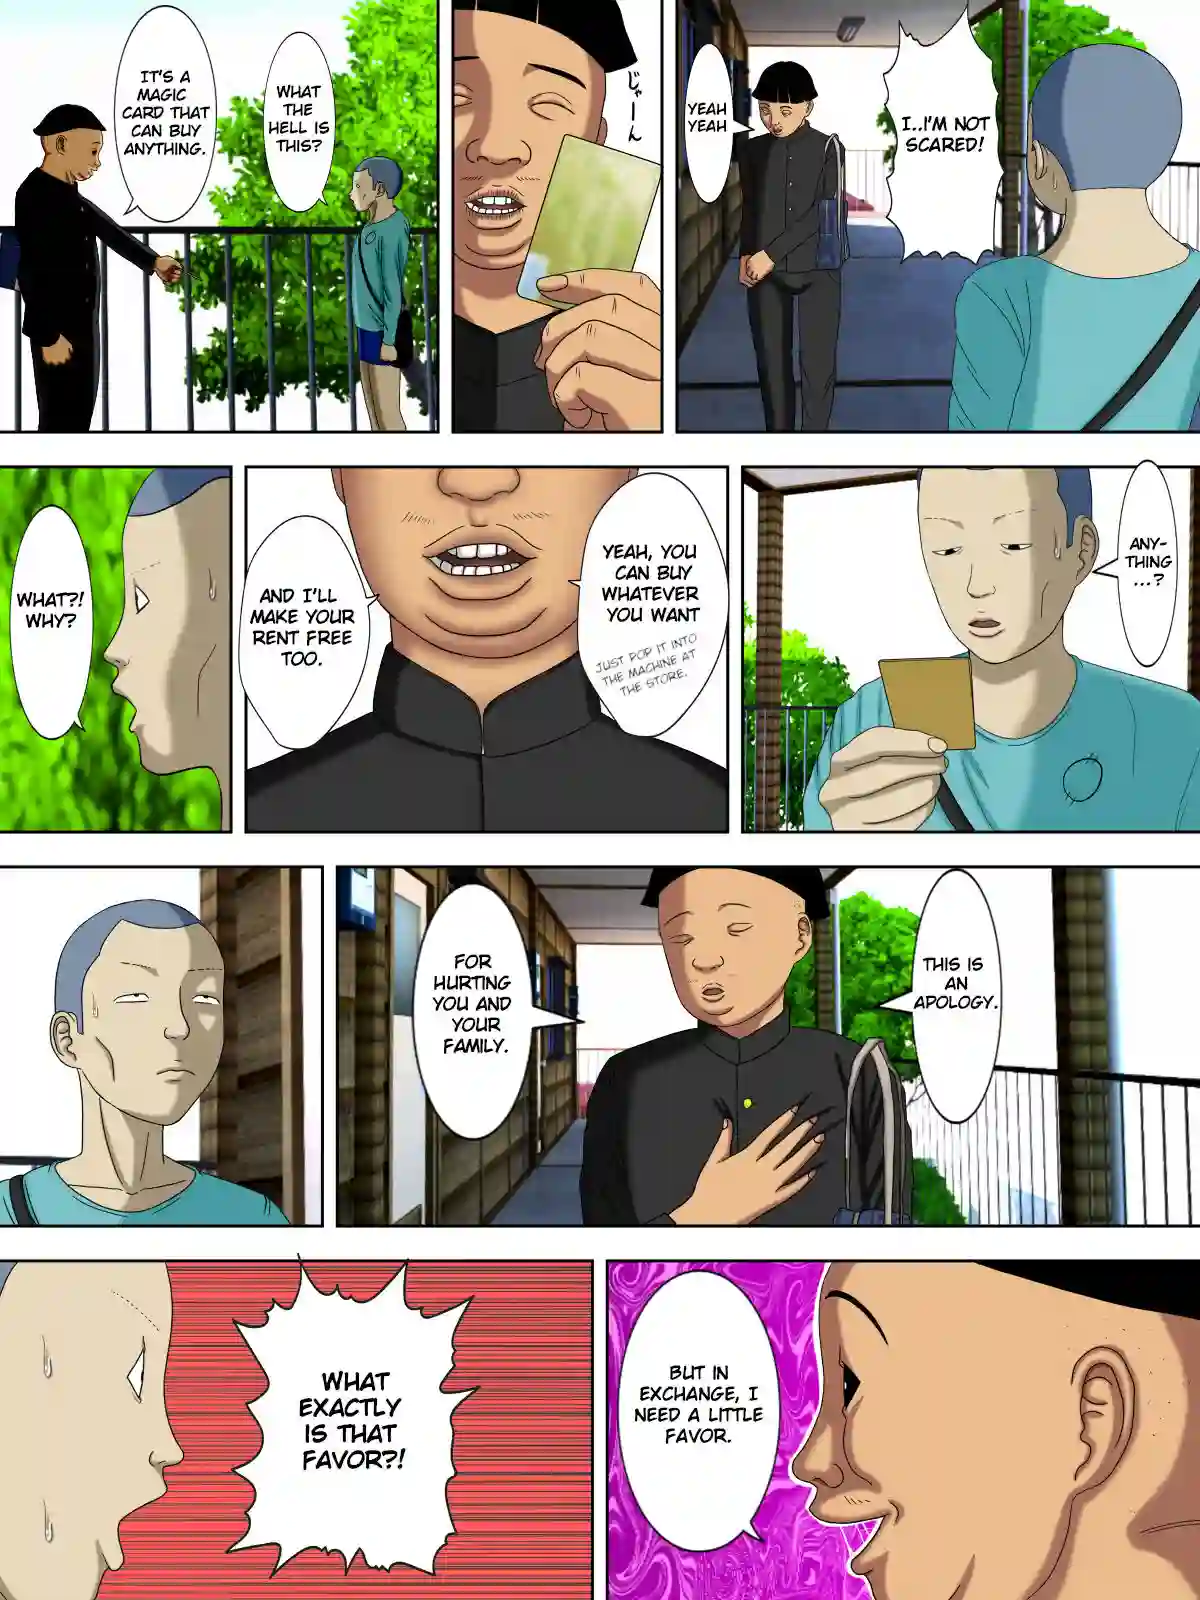 I..I'M NOT
SCARED!
YEAH
YEAH
じゃーん
WHAT
THE
HELL IS
THIS?
IT'S A
MAGIC
CARD THAT
CAN BUY
ANYTHING.
ANY-
THING
...?
YEAH, YOU
CAN BUY
WHATEVER
YOU WANT
JUST POP IT INTO
THE MACHINE AT
THE STORE.
AND I'LL
MAKE YOUR
RENT FREE
TOO.
WHAT?!
WHY?
THIS IS
AN
APOLOGY.
FOR
HURTING
YOU AND
YOUR
FAMILY.
BUT IN
EXCHANGE, I
NEED A LITTLE
FAVOR.
WHAT
EXACTLY
IS THAT
FAVOR?!